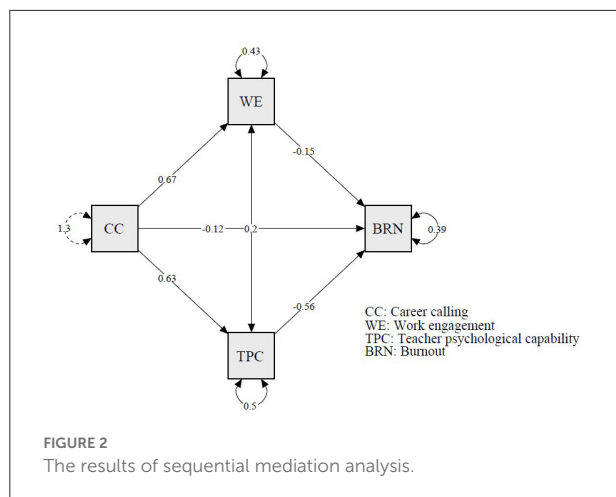 0.43
WE
0.67
-0.15
1.3
CC
-0.12
0.2
BRN
0.39
0.63
-0.56
TPC
0.5
CC: Career calling
WE: Work engagement
TPC: Teacher psychological capability
BRN: Burnout
FIGURE 2
The results of sequential mediation analysis.